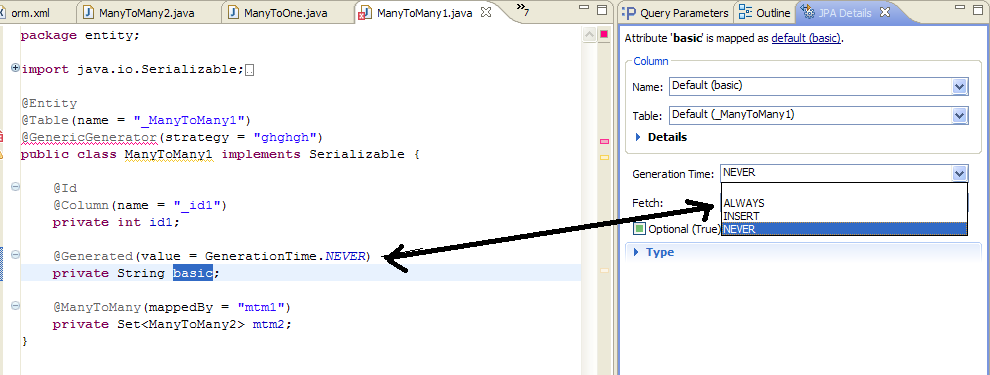 orm.xml
ManyToMany2.java
ManyToOne.java
ManyToMany1.java
»7
package entity;
import java.io.Serializable;
@Entity
@Table(name = "_ManyToMany1")
@GenericGenerator(strategy = "ghghgh")
public class ManyToMany1 implements Serializable {
@Id
@Column(name = "_id1")
private int id1;
@Generated(value = GenerationTime.NEVER)
private String basic;
@ManyToMany(mappedBy = "mtm1")
private Set<ManyToMany2> mtm2;
}
Query Parameters
Outline
JPA Details
Attribute 'basic' is mapped as default (basic).
Column
Name: Default (basic)
Table: Default (_ManyToMany1)
Details
Generation Time: NEVER
Fetch:
ALWAYS
INSERT
NEVER
Optional (True)
Type